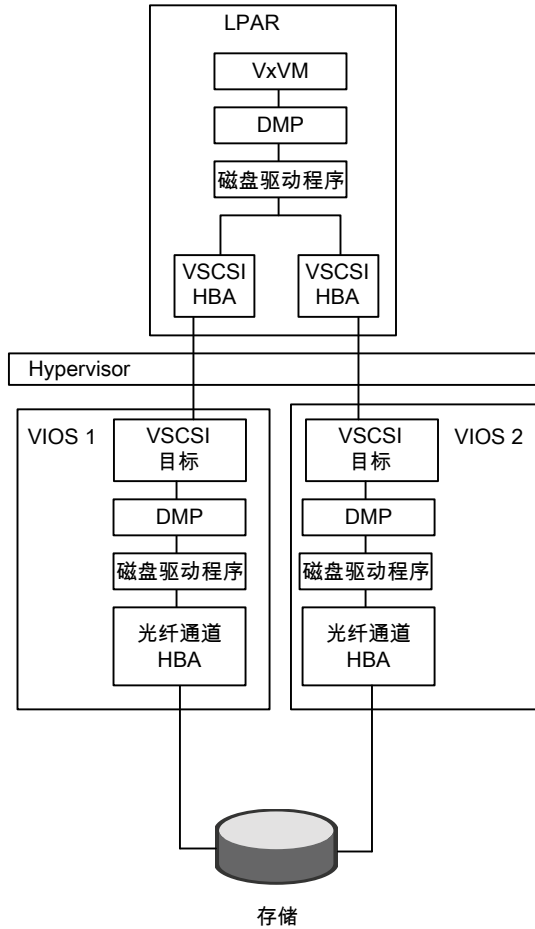 LPAR
VxVM
DMP
磁盘驱动程序
VSCSI
HBA
VSCSI
HBA
Hypervisor
VIOS 1
VSCSI
目标
DMP
磁盘驱动程序
光纤通道
HBA
VSCSI
目标
VIOS 2
DMP
磁盘驱动程序
光纤通道
HBA
存储